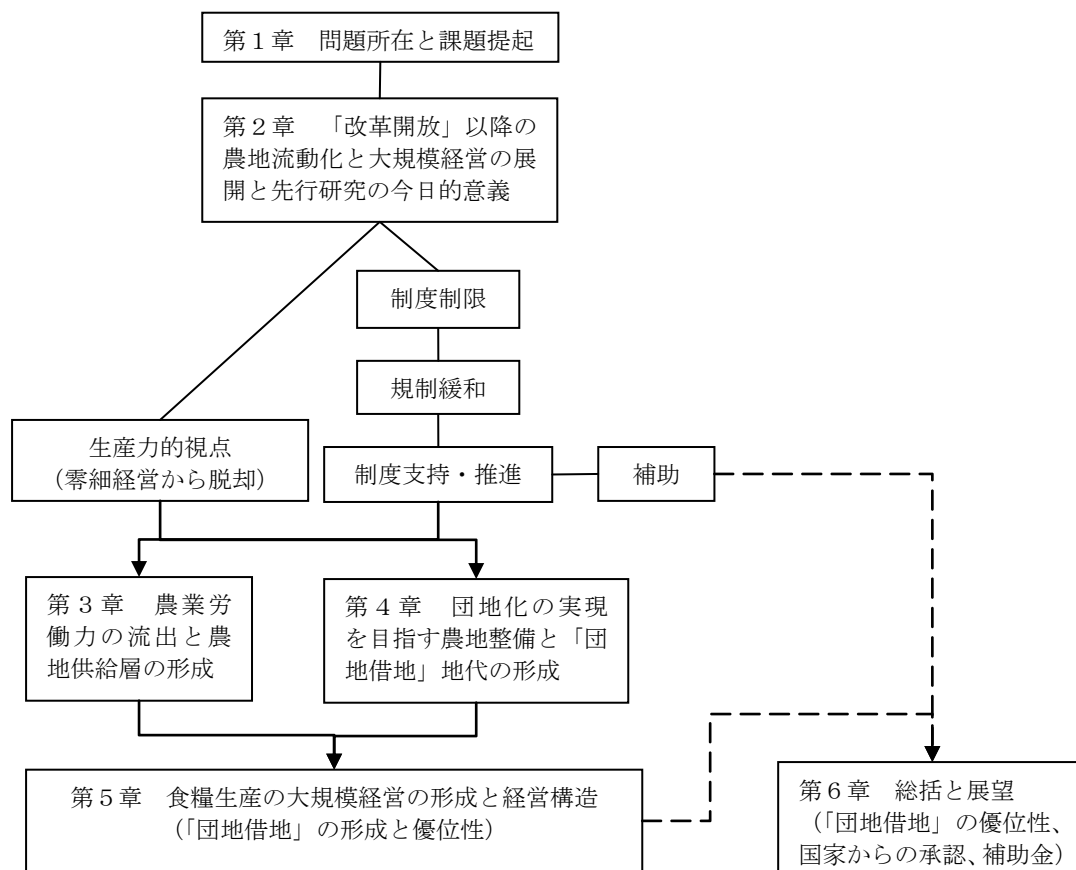 第１章　問題所在と課題提起
第２章　「改革開放」以降の
農地流動化と大規模経営の展
開と先行研究の今日的意義
制度制限
規制緩和
生産力的視点
（零細経営から脱却）
制度支持・推進
補助
第３章　農業労
働力の流出と農
地供給層の形成
第４章　団地化の実現
を目指す農地整備と「団
地借地」地代の形成
第５章　食糧生産の大規模経営の形成と経営構造
（「団地借地」の形成と優位性）
第６章　総括と展望
（「団地借地」の優位性、
国家からの承認、補助金）